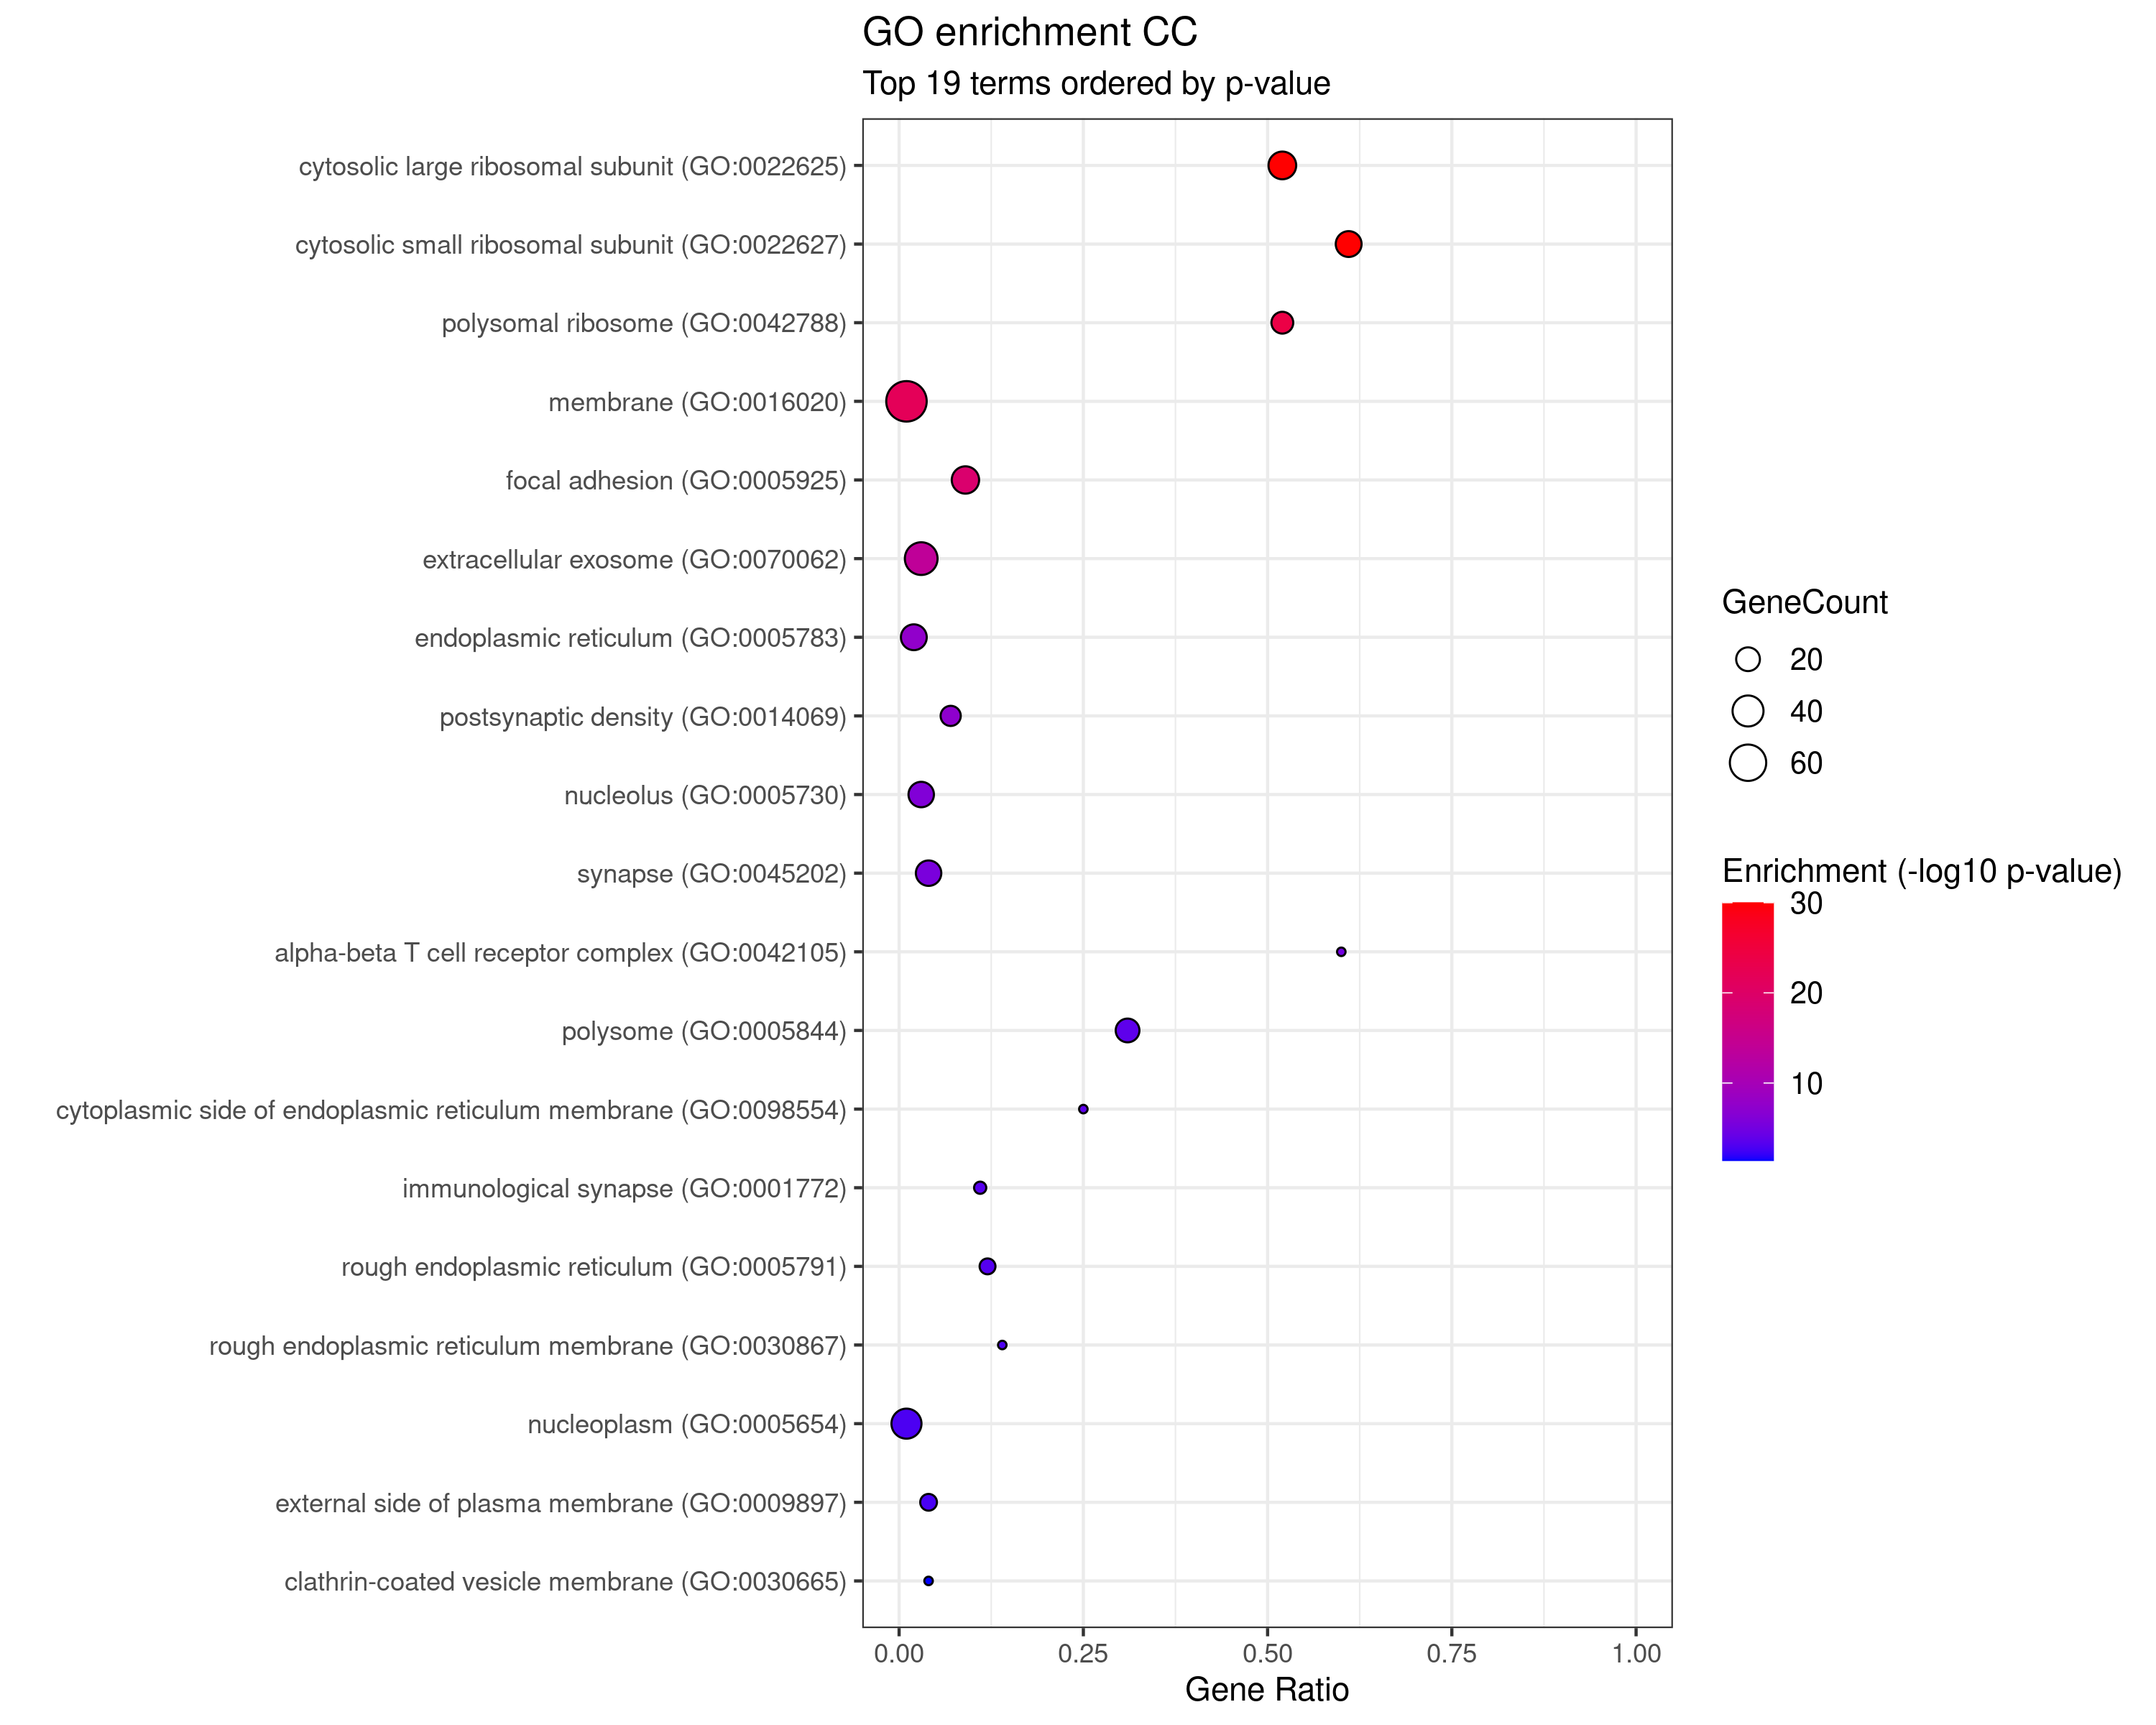 GO enrichment CC
Top 19 terms ordered by p-value
cytosolic large ribosomal subunit (GO:0022625)
cytosolic small ribosomal subunit (GO:0022627)
polysomal ribosome (GO:0042788)
membrane (GO:0016020)
focal adhesion (GO:0005925)
extracellular exosome (GO:0070062)
endoplasmic reticulum (GO:0005783)
postsynaptic density (GO:0014069)
nucleolus (GO:0005730)
synapse (GO:0045202)
alpha-beta T cell receptor complex (GO:0042105)
polysome (GO:0005844)
cytoplasmic side of endoplasmic reticulum membrane (GO:0098554)
immunological synapse (GO:0001772)
rough endoplasmic reticulum (GO:0005791)
rough endoplasmic reticulum membrane (GO:0030867)
nucleoplasm (GO:0005654)
external side of plasma membrane (GO:0009897)
clathrin-coated vesicle membrane (GO:0030665)
0.00 0.25 0.50 0.75 1.00
Gene Ratio
GeneCount
20
40
60
Enrichment (-log10 p-value)
30
20
10